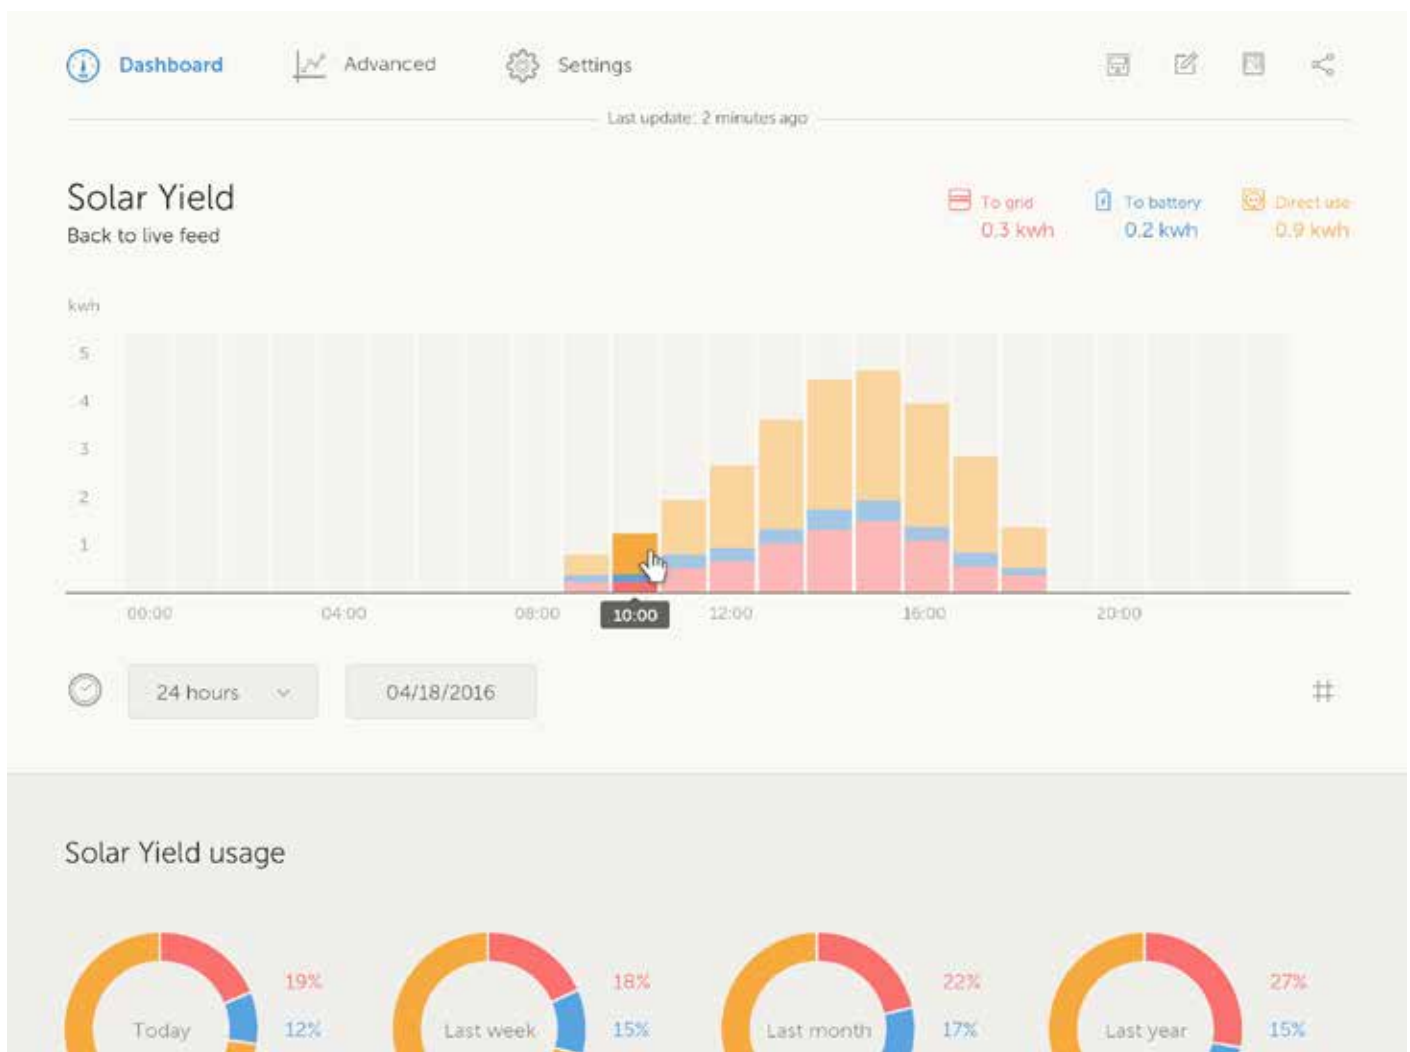 Dashboard
Advanced
Settings
Last update: 2 minutes ago
Solar Yield
Back to live feed
To grid
0.3 kwh
To battery
0.2 kwh
Direct use
0.9 kwh
kwh
5
4
3
2
1
00:00
04:00
08:00
10:00
12:00
16:00
20:00
24 hours
04/18/2016
Solar Yield usage
Today
19%
12%
Last week
18%
15%
Last month
22%
17%
Last year
27%
15%